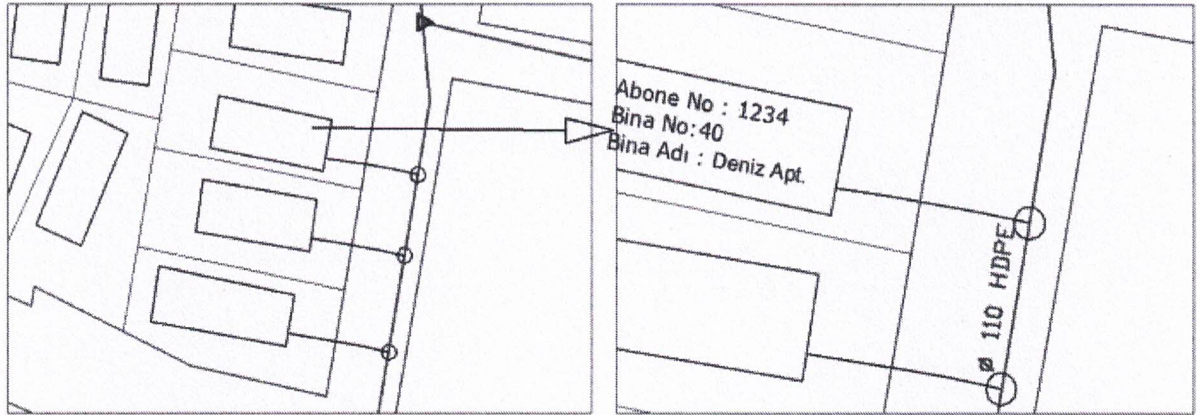 Abone No : 1234
Bina No:40
Bina Adı : Deniz Apt.
ø 110 HDPE